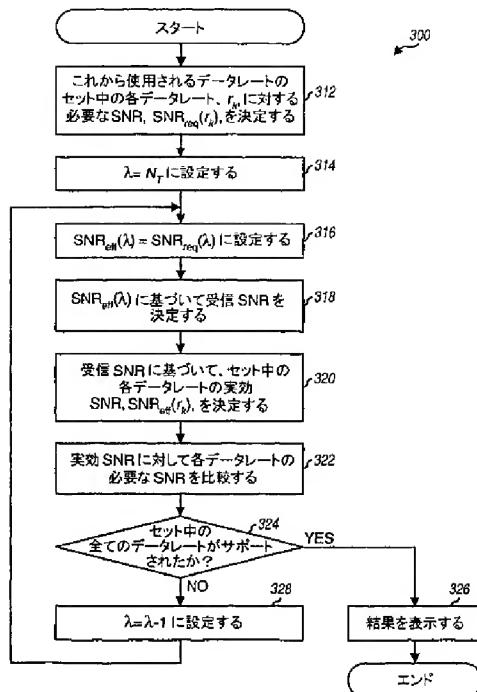 スタート
300
これから使用されるデータレートの
セット中の各データレート、rk, に対する
必要なSNR, SNRreq(rk), を決定する
312
λ= NT に設定する
314
SNReff(λ) = SNRreq(λ) に設定する
316
SNReff(λ) に基づいて受信 SNR を
決定する
318
受信 SNR に基づいて、セット中の
各データレートの実効
SNR, SNReff(rk), を決定する
320
実効 SNR に対して各データレートの
必要な SNR を比較する
322
セット中の
全てのデータレートがサポート
されたか？
324
YES
NO
λ=λ-1 に設定する
328
結果を表示する
326
エンド